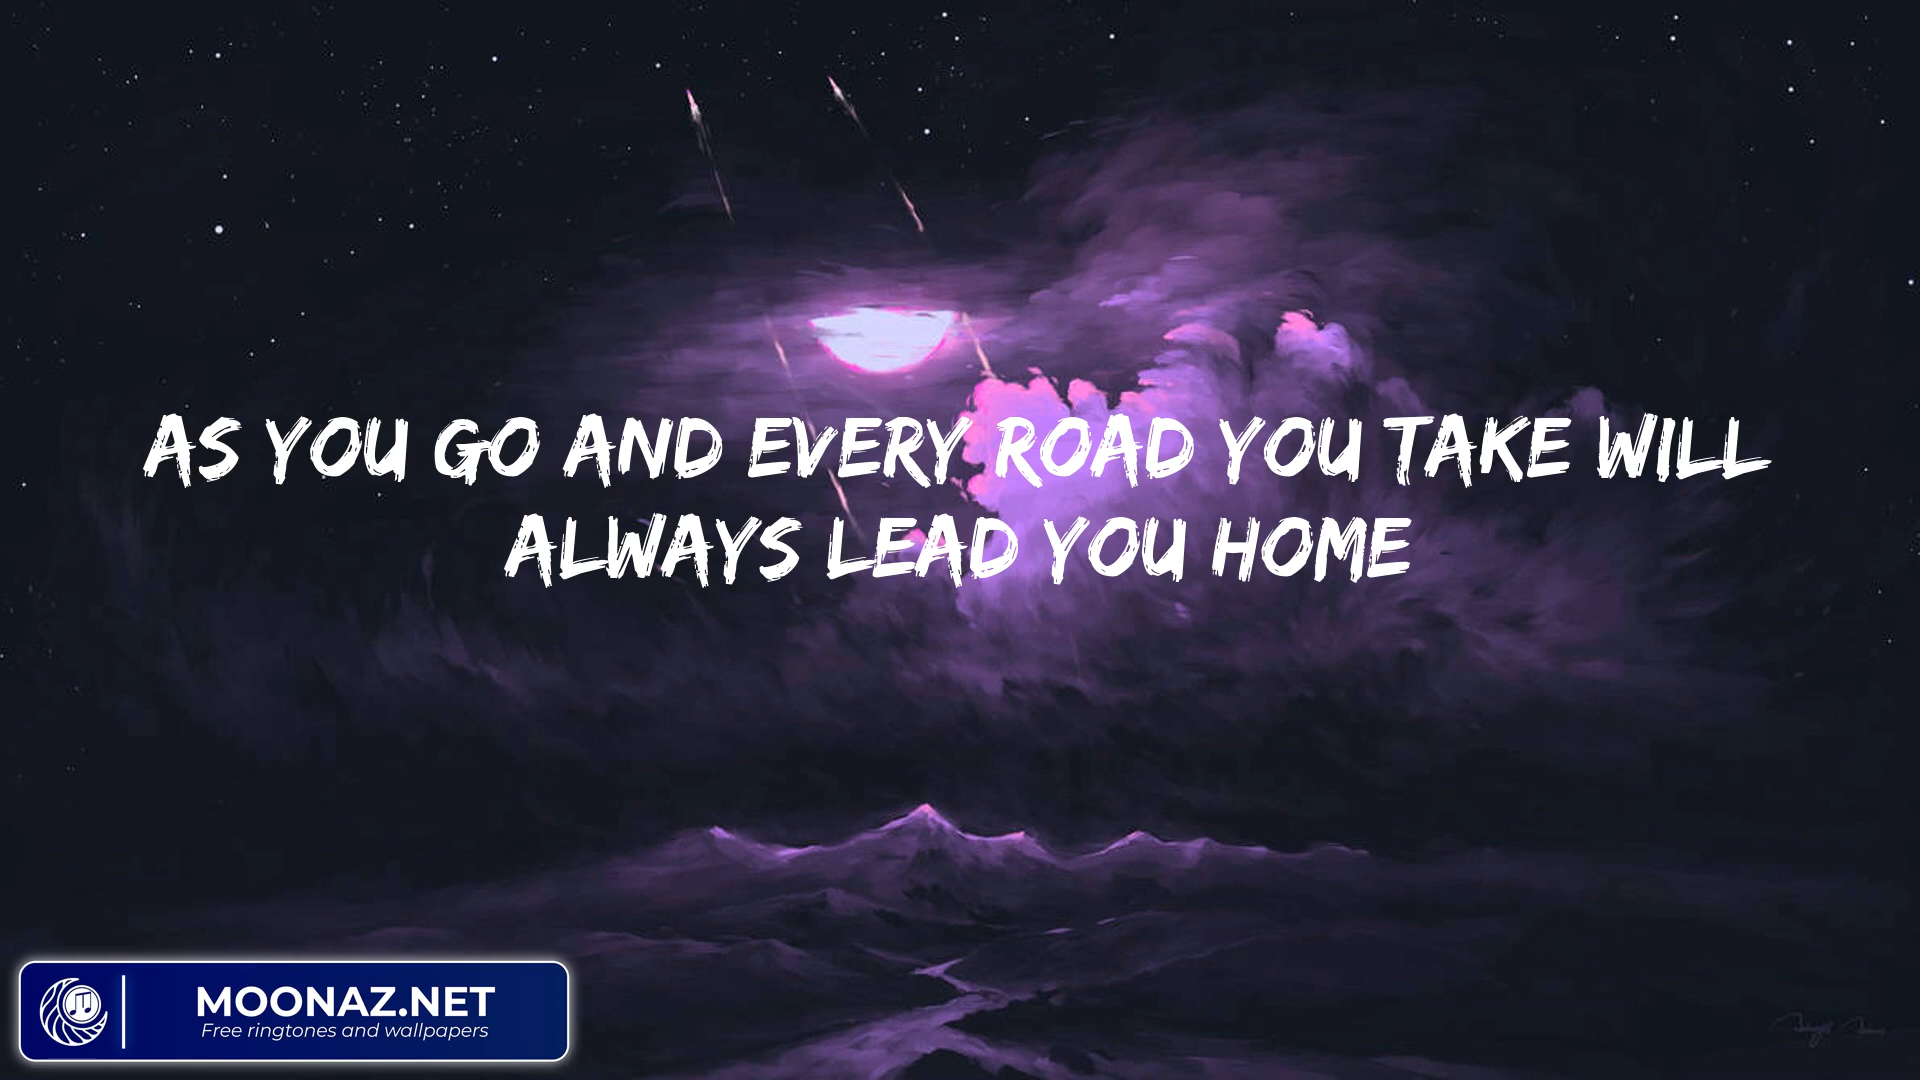 AS YOU GO AND EVERY ROAD YOU TAKE WILL
ALWAYS LEAD YOU HOME
MOONAZ.NET
Free ringtones and wallpapers